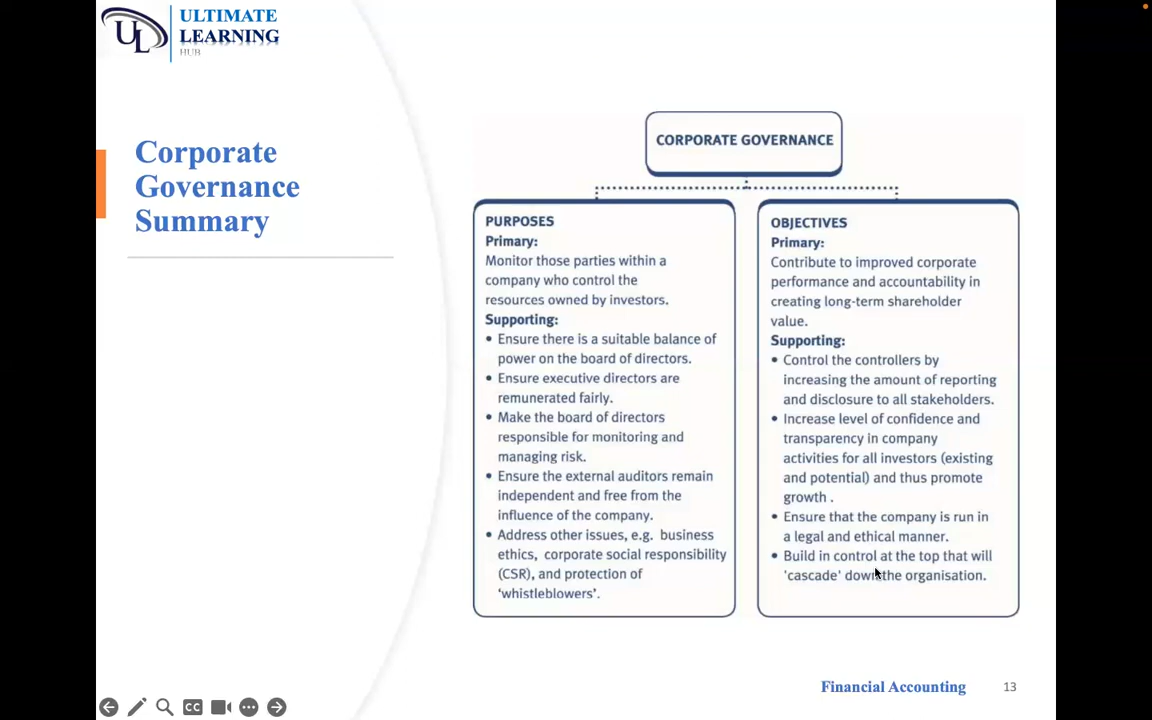 ULTIMATE
LEARNING
HUB
UL
Corporate
Governance
Summary
CORPORATE GOVERNANCE
PURPOSES
Primary:
Monitor those parties within a
company who control the
resources owned by investors.
Supporting:
• Ensure there is a suitable balance of
power on the board of directors.
• Ensure executive directors are
remunerated fairly.
• Make the board of directors
responsible for monitoring and
managing risk.
• Ensure the external auditors remain
independent and free from the
influence of the company.
• Address other issues, e.g. business
ethics, corporate social responsibility
(CSR), and protection of
‘whistleblowers’.
OBJECTIVES
Primary:
Contribute to improved corporate
performance and accountability in
creating long-term shareholder
value.
Supporting:
• Control the controllers by
increasing the amount of reporting
and disclosure to all stakeholders.
• Increase level of confidence and
transparency in company
activities for all investors (existing
and potential) and thus promote
growth .
• Ensure that the company is run in
a legal and ethical manner.
• Build in control at the top that will
'cascade' down the organisation.
Financial Accounting
13
CC